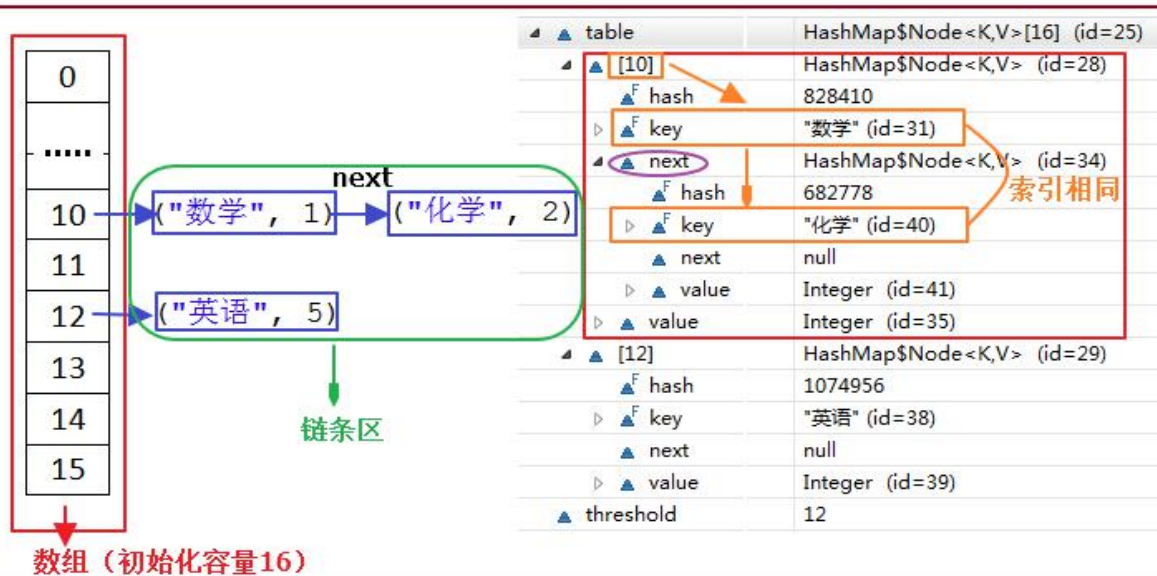 0
.....
10
11
12
13
14
15
数组（初始化容量16）
next
("数学", 1)
("化学", 2)
("英语", 5)
链条区
table HashMap$Node<K,V>[16] (id=25)
[10] HashMap$Node<K,V> (id=28)
F hash 828410
F key "数学" (id=31)
next HashMap$Node<K,V> (id=34)
F hash 682778
F key "化学" (id=40)
next null
value Integer (id=41)
value Integer (id=35)
[12] HashMap$Node<K,V> (id=29)
F hash 1074956
F key "英语" (id=38)
next null
value Integer (id=39)
threshold 12
索引相同